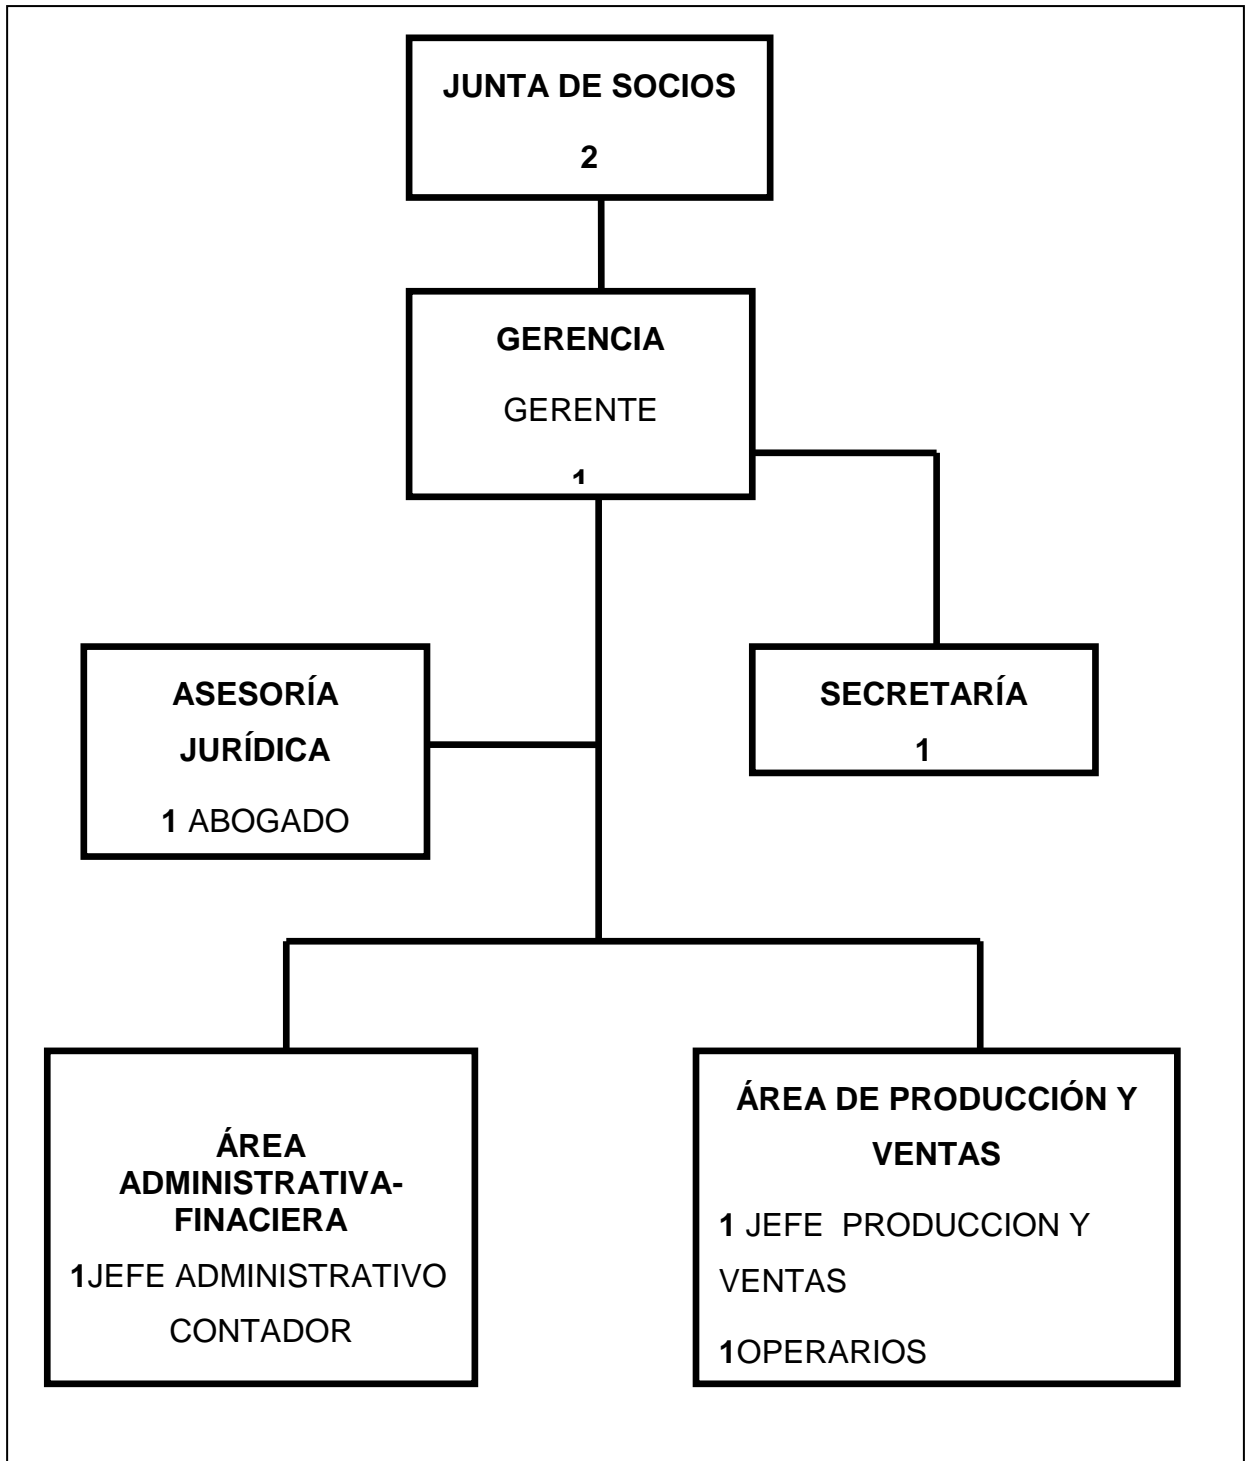 JUNTA DE SOCIOS
2
GERENCIA
GERENTE
1
ASESORÍA
JURÍDICA
1 ABOGADO
SECRETARÍA
1
ÁREA
ADMINISTRATIVA-
FINACIERA
1JEFE ADMINISTRATIVO
CONTADOR
ÁREA DE PRODUCCIÓN Y
VENTAS
1 JEFE  PRODUCCION Y
VENTAS
1OPERARIOS